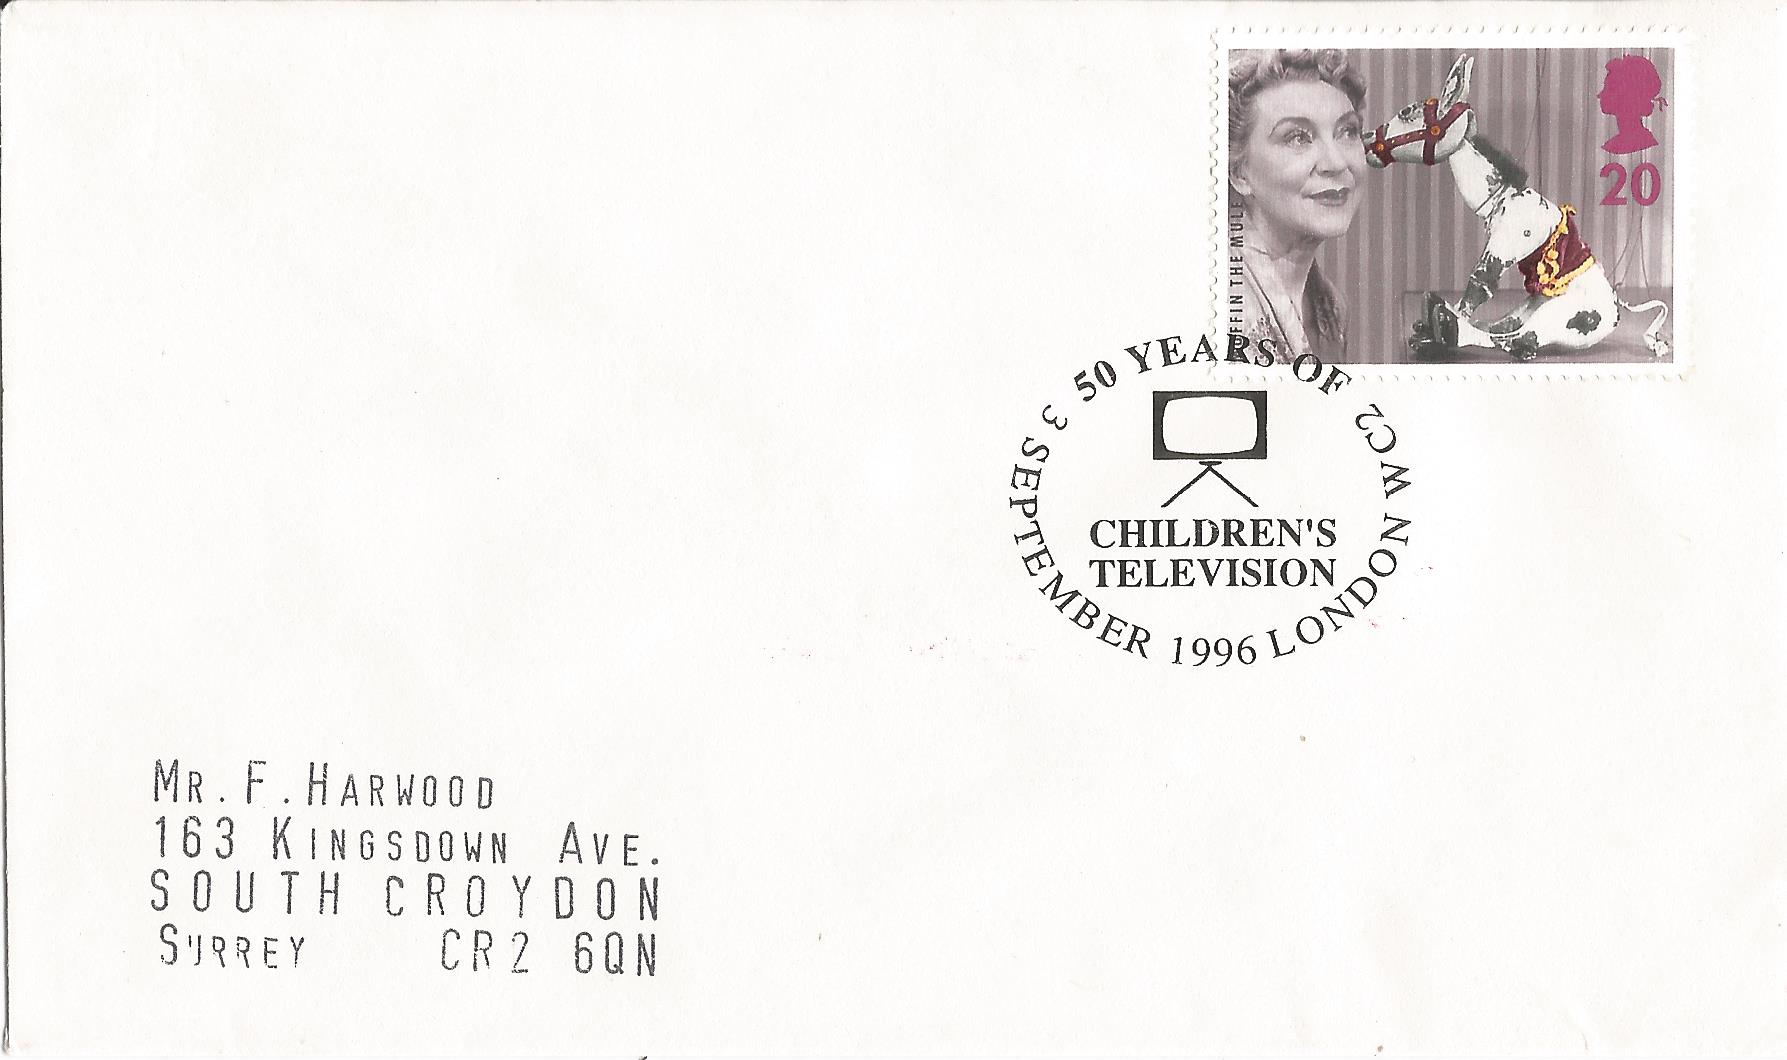 20
FFIN THE MULE
50 YEARS OF
CHILDREN'S
TELEVISION
3 SEPTEMBER 1996 LONDON WC2
MR. F. HARWOOD
163 KINGSDOWN AVE.
SOUTH CROYDON
SURREY CR2 6QN